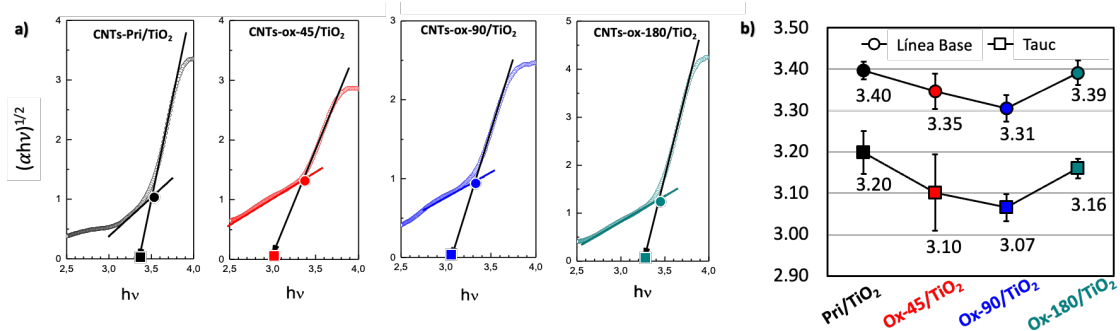 a)
(αhν)^1/2
CNTs-Pri/TiO₂
4
3
2
1
0
2,5 3,0 3,5 4,0
hν
CNTs-ox-45/TiO₂
4
3
2
1
0
2,5 3,0 3,5 4,0
hν
CNTs-ox-90/TiO₂
3
2
1
0
2,5 3,0 3,5 4,0
hν
CNTs-ox-180/TiO₂
5
4
3
2
1
0
2,5 3,0 3,5 4,0
hν
b)
Línea Base Tauc
3.50
3.40
3.30
3.20
3.10
3.00
2.90
3.40
3.35
3.31
3.39
3.20
3.10
3.07
3.16
Pri/TiO₂
Ox-45/TiO₂
Ox-90/TiO₂
Ox-180/TiO₂